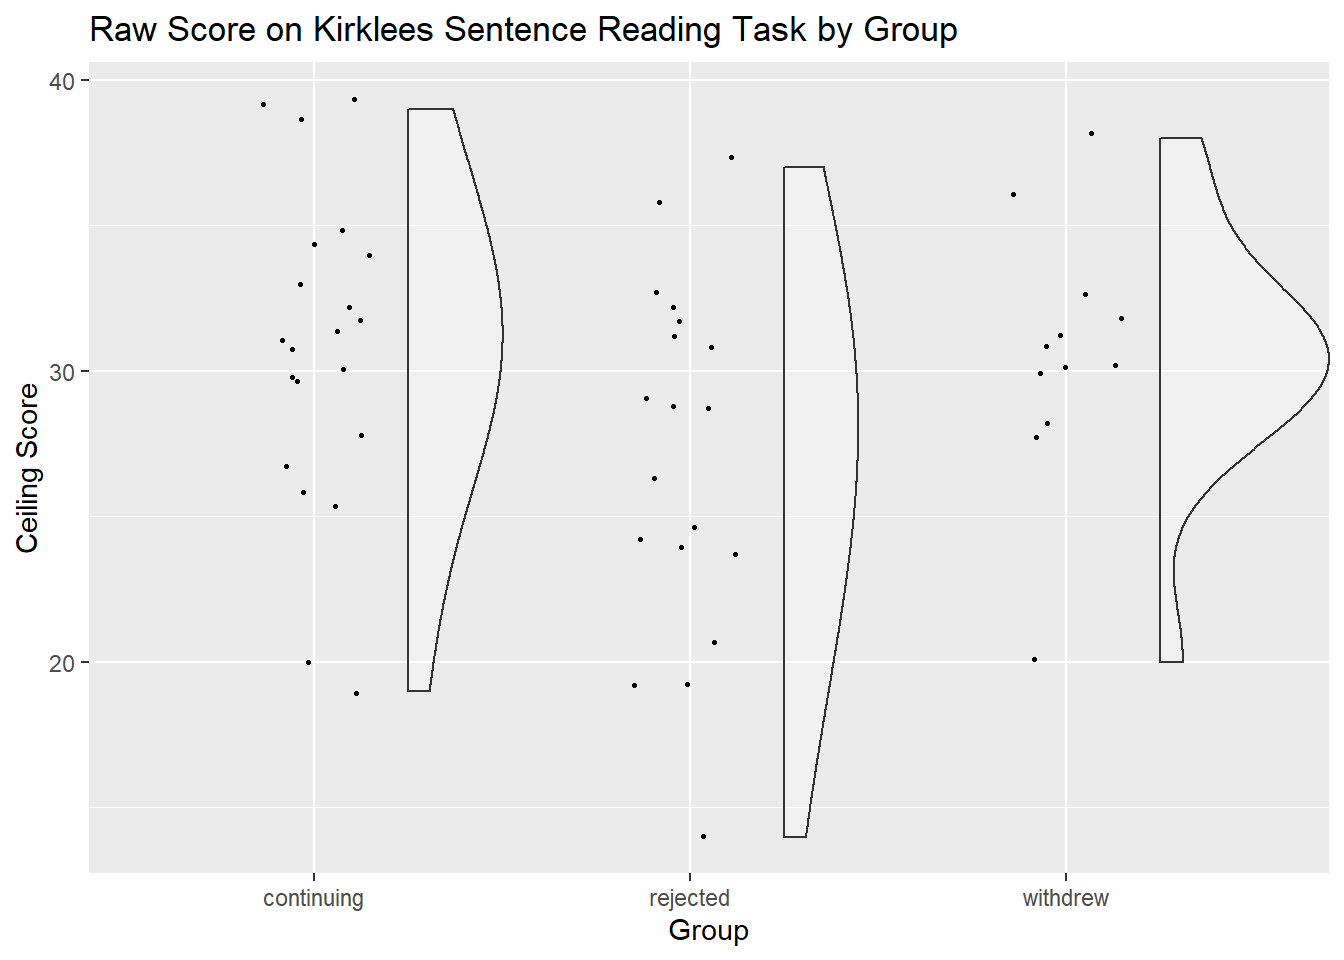 Raw Score on Kirklees Sentence Reading Task by Group
40
30
20
Ceiling Score
continuing rejected withdrew
Group